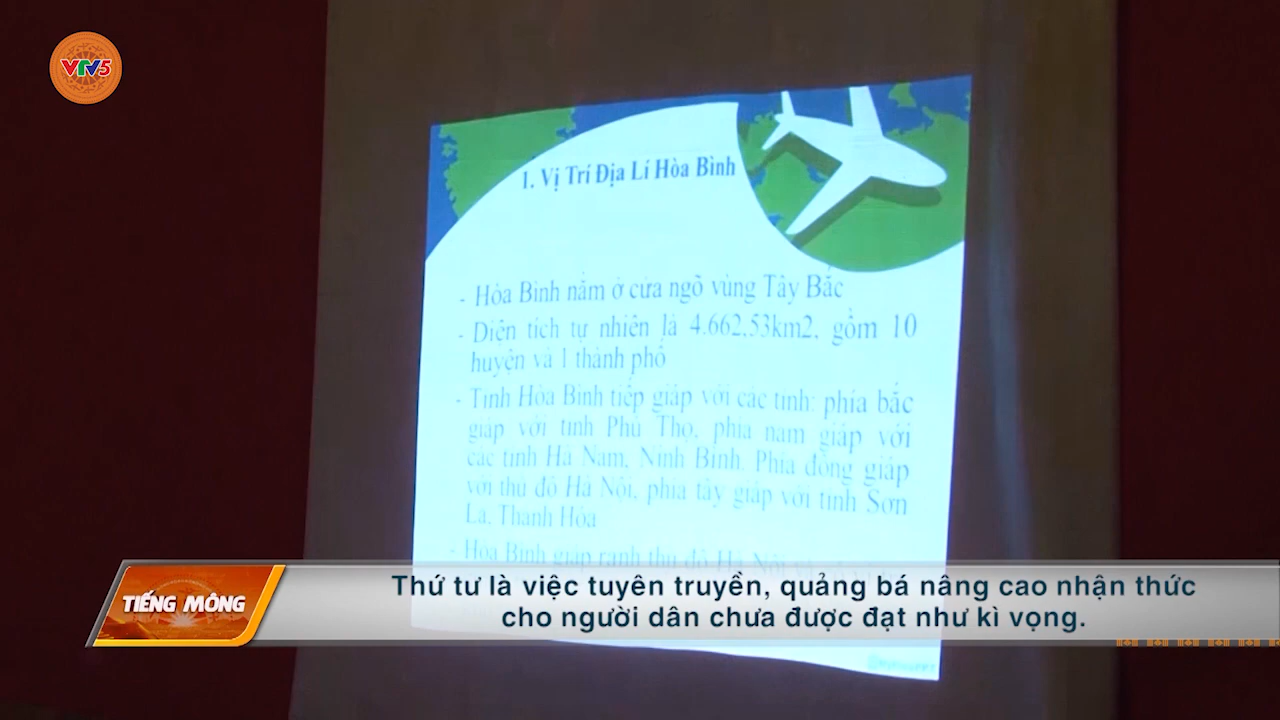 VTV5
1. Vị Trí Địa Lí Hòa Bình
- Hòa Bình nằm ở cửa ngõ vùng Tây Bắc
- Diện tích tự nhiên là 4.662,53km2, gồm 10
huyện và 1 thành phố
- Tỉnh Hòa Bình tiếp giáp với các tỉnh: phía bắc
giáp với tỉnh Phú Thọ, phía nam giáp với
các tỉnh Hà Nam, Ninh Bình. Phía đông giáp
với thủ đô Hà Nội, phía tây giáp với tỉnh Sơn
La, Thanh Hóa
- Hòa Bình giáp ranh thủ đô Hà Nội
TIẾNG MÔNG
Thứ tư là việc tuyên truyền, quảng bá nâng cao nhận thức
cho người dân chưa được đạt như kì vọng.